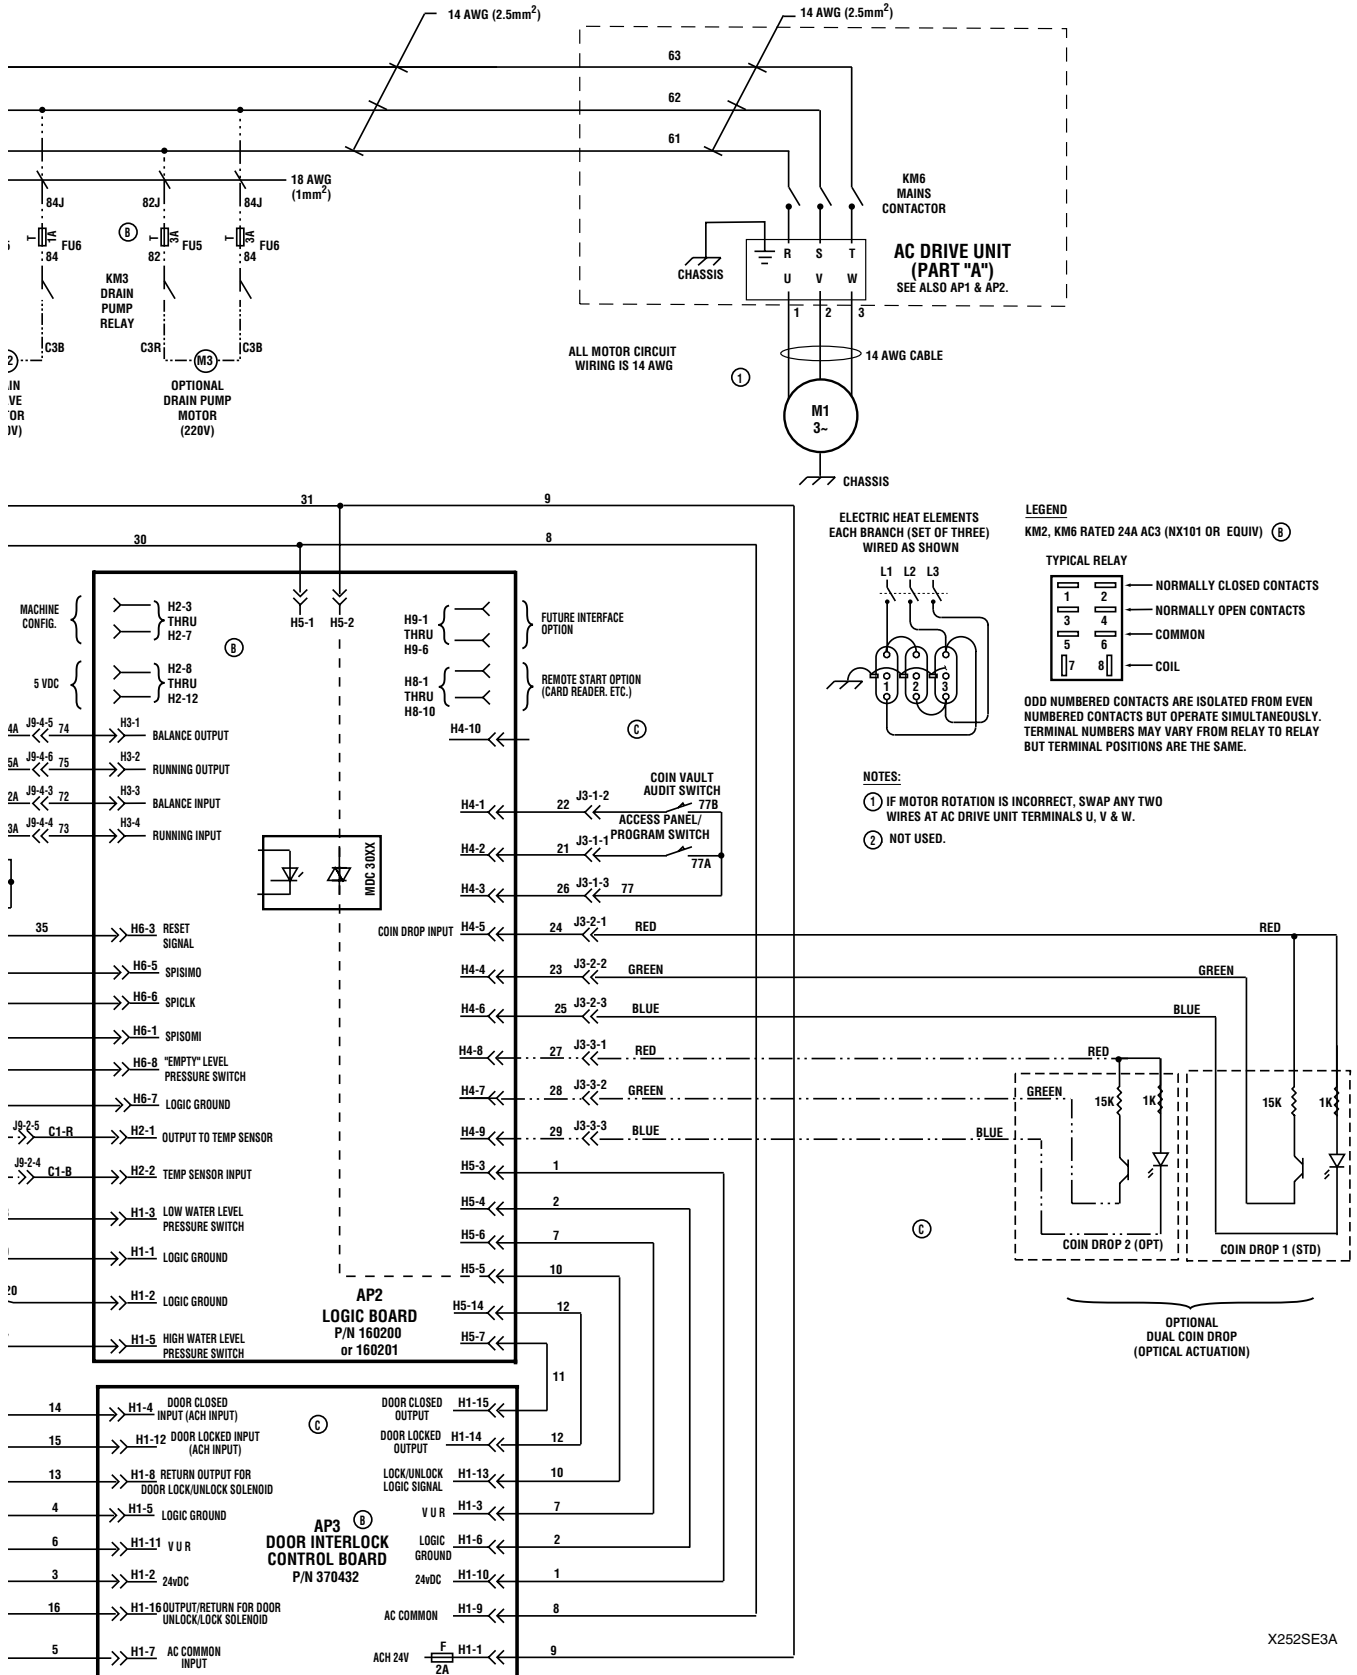 14 AWG (2.5mm²)
14 AWG (2.5mm²)
63
62
61
18 AWG
(1mm²)
84J
82J
84J
KM6
MAINS
CONTACTOR
T
1A
FU6
B
T
3A
FU5
T
3A
FU6
84
82
84
KM3
DRAIN
PUMP
RELAY
CHASSIS
R S T
U V W
AC DRIVE UNIT
(PART "A")
SEE ALSO AP1 & AP2.
1 2 3
C3B
C3R
M3
C3B
OPTIONAL
DRAIN PUMP
MOTOR
(220V)
ALL MOTOR CIRCUIT
WIRING IS 14 AWG
1
14 AWG CABLE
M1
3~
CHASSIS
31
9
30
8
ELECTRIC HEAT ELEMENTS
EACH BRANCH (SET OF THREE)
WIRED AS SHOWN
L1 L2 L3
1 2 3
LEGEND
KM2, KM6 RATED 24A AC3 (NX101 OR EQUIV) B
TYPICAL RELAY
1 2
NORMALLY CLOSED CONTACTS
3 4
NORMALLY OPEN CONTACTS
5 6
COMMON
7 8
COIL
ODD NUMBERED CONTACTS ARE ISOLATED FROM EVEN
NUMBERED CONTACTS BUT OPERATE SIMULTANEOUSLY.
TERMINAL NUMBERS MAY VARY FROM RELAY TO RELAY
BUT TERMINAL POSITIONS ARE THE SAME.
NOTES:
1 IF MOTOR ROTATION IS INCORRECT, SWAP ANY TWO
WIRES AT AC DRIVE UNIT TERMINALS U, V & W.
2 NOT USED.
MACHINE
CONFIG.
H2-3
THRU
H2-7
5 VDC
H2-8
THRU
H2-12
B
H5-1 H5-2
H9-1
THRU
H9-6
FUTURE INTERFACE
OPTION
H8-1
THRU
H8-10
REMOTE START OPTION
(CARD READER. ETC.)
C
H4-10
4A J9-4-5 74 H3-1 BALANCE OUTPUT
5A J9-4-6 75 H3-2 RUNNING OUTPUT
2A J9-4-3 72 H3-3 BALANCE INPUT
3A J9-4-4 73 H3-4 RUNNING INPUT
MDC 30XX
COIN VAULT
AUDIT SWITCH
H4-1 22 J3-1-2 77B
ACCESS PANEL/
PROGRAM SWITCH
H4-2 21 J3-1-1 77A
H4-3 26 J3-1-3 77
COIN DROP INPUT H4-5 24 J3-2-1 RED RED
H4-4 23 J3-2-2 GREEN GREEN
H4-6 25 J3-2-3 BLUE BLUE
H4-8 27 J3-3-1 RED RED
H4-7 28 J3-3-2 GREEN GREEN
H4-9 29 J3-3-3 BLUE BLUE
15K 1K
15K 1K
COIN DROP 2 (OPT)
COIN DROP 1 (STD)
C
OPTIONAL
DUAL COIN DROP
(OPTICAL ACTUATION)
35 H6-3 RESET
SIGNAL
H6-5 SPISIMO
H6-6 SPICLK
H6-1 SPISOMI
H6-8 "EMPTY" LEVEL
PRESSURE SWITCH
H6-7 LOGIC GROUND
J9-2-5 C1-R H2-1 OUTPUT TO TEMP SENSOR
J9-2-4 C1-B H2-2 TEMP SENSOR INPUT
H1-3 LOW WATER LEVEL
PRESSURE SWITCH
H1-1 LOGIC GROUND
20 H1-2 LOGIC GROUND
H1-5 HIGH WATER LEVEL
PRESSURE SWITCH
H5-3 1
H5-4 2
H5-6 7
H5-5 10
H5-14 12
H5-7
11
AP2
LOGIC BOARD
P/N 160200
or 160201
14 H1-4 DOOR CLOSED
INPUT (ACH INPUT)
15 H1-12 DOOR LOCKED INPUT
(ACH INPUT)
13 H1-8 RETURN OUTPUT FOR
DOOR LOCK/UNLOCK SOLENOID
4 H1-5 LOGIC GROUND
6 H1-11 V U R
3 H1-2 24vDC
16 H1-16 OUTPUT/RETURN FOR DOOR
UNLOCK/LOCK SOLENOID
5 H1-7 AC COMMON
INPUT
C
AP3 B
DOOR INTERLOCK
CONTROL BOARD
P/N 370432
DOOR CLOSED
OUTPUT H1-15
DOOR LOCKED
OUTPUT H1-14 12
LOCK/UNLOCK
LOGIC SIGNAL H1-13 10
V U R H1-3 7
LOGIC
GROUND H1-6 2
24vDC H1-10 1
AC COMMON H1-9 8
ACH 24V F 2A H1-1 9
X252SE3A